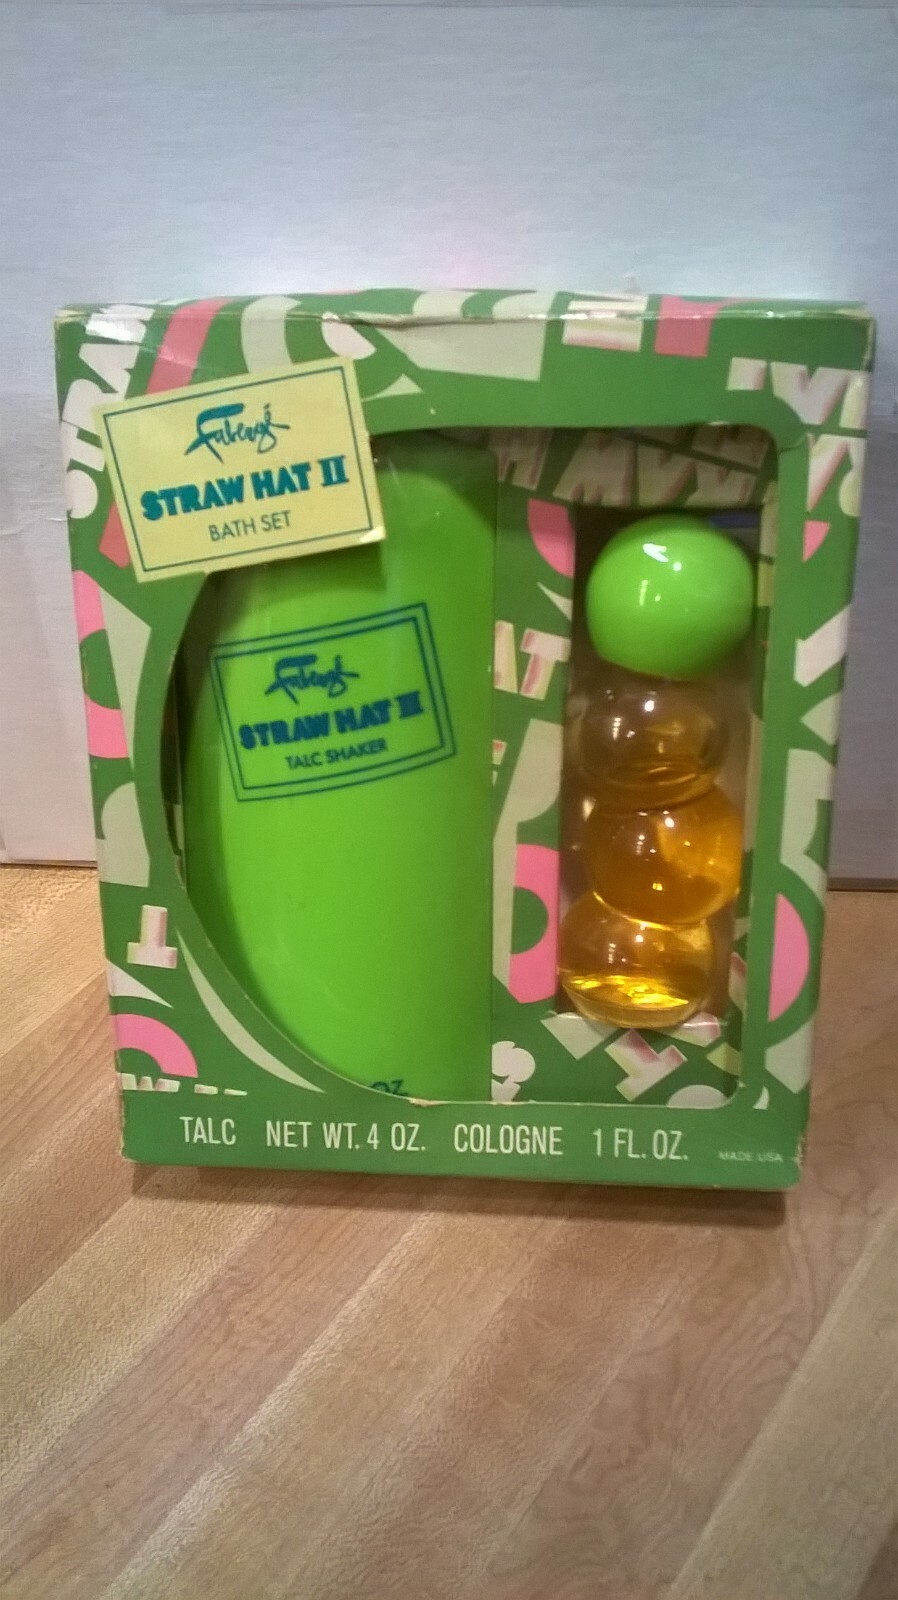 Fabergé
STRAW HAT II
BATH SET
Fabergé
STRAW HAT II
TALC SHAKER
OZ
TALC NET WT. 4 OZ. COLOGNE 1 FL. OZ.
MADE USA